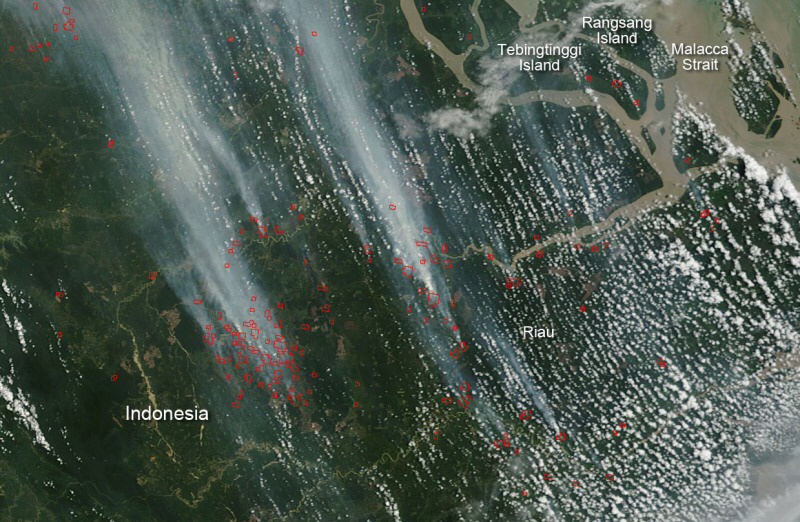 Rangsang
Island
Tebingtinggi
Island
Malacca
Strait
Riau
Indonesia